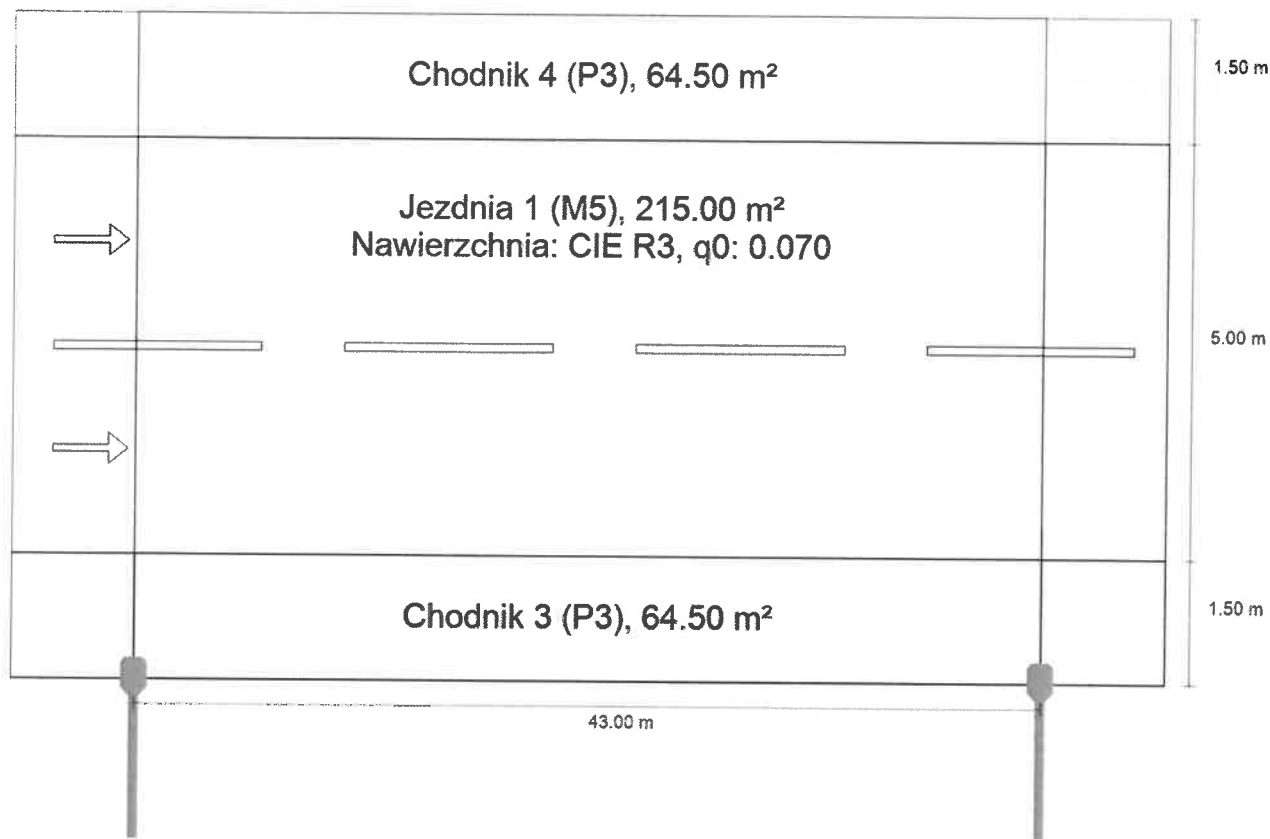 Chodnik 4 (P3), 64.50 m²
1.50 m
Jezdnia 1 (M5), 215.00 m²
Nawierzchnia: CIE R3, q0: 0.070
5.00 m
Chodnik 3 (P3), 64.50 m²
1.50 m
43.00 m